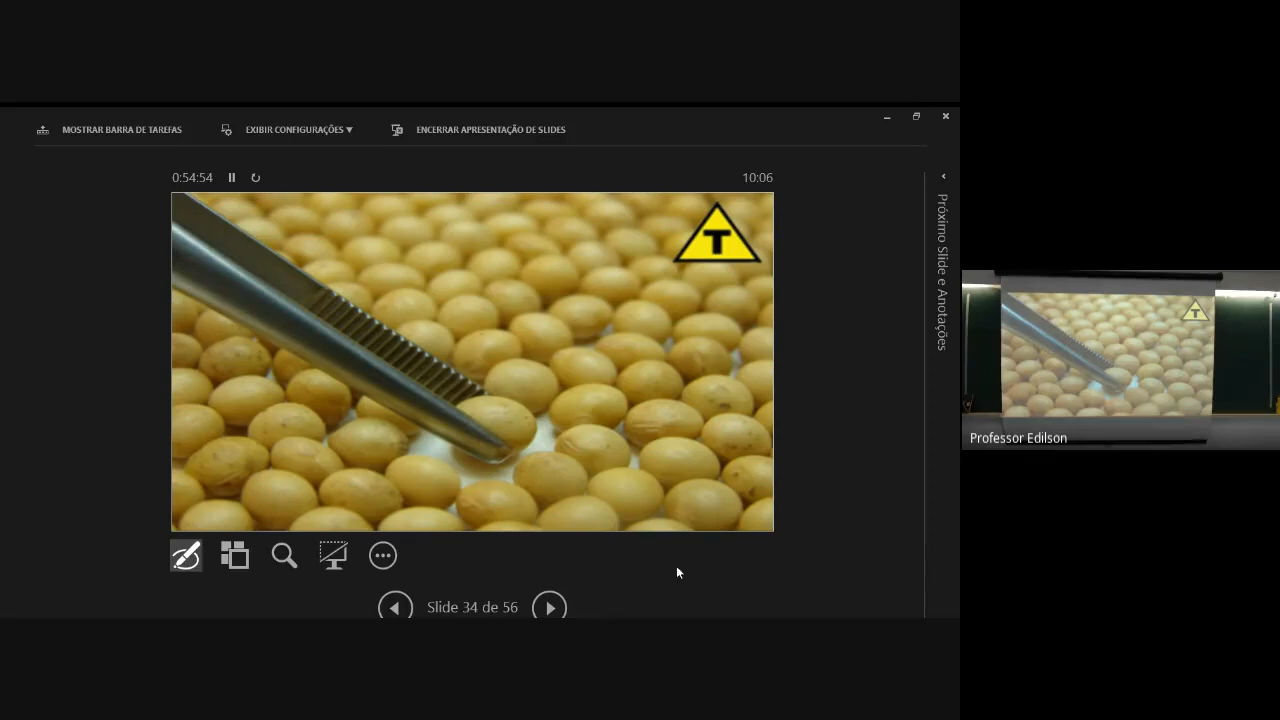 MOSTRAR BARRA DE TAREFAS
EXIBIR CONFIGURAÇÕES ▼
ENCERRAR APRESENTAÇÃO DE SLIDES
0:54:54
10:06
T
Próximo Slide e Anotações
Slide 34 de 56
T
Professor Edilson